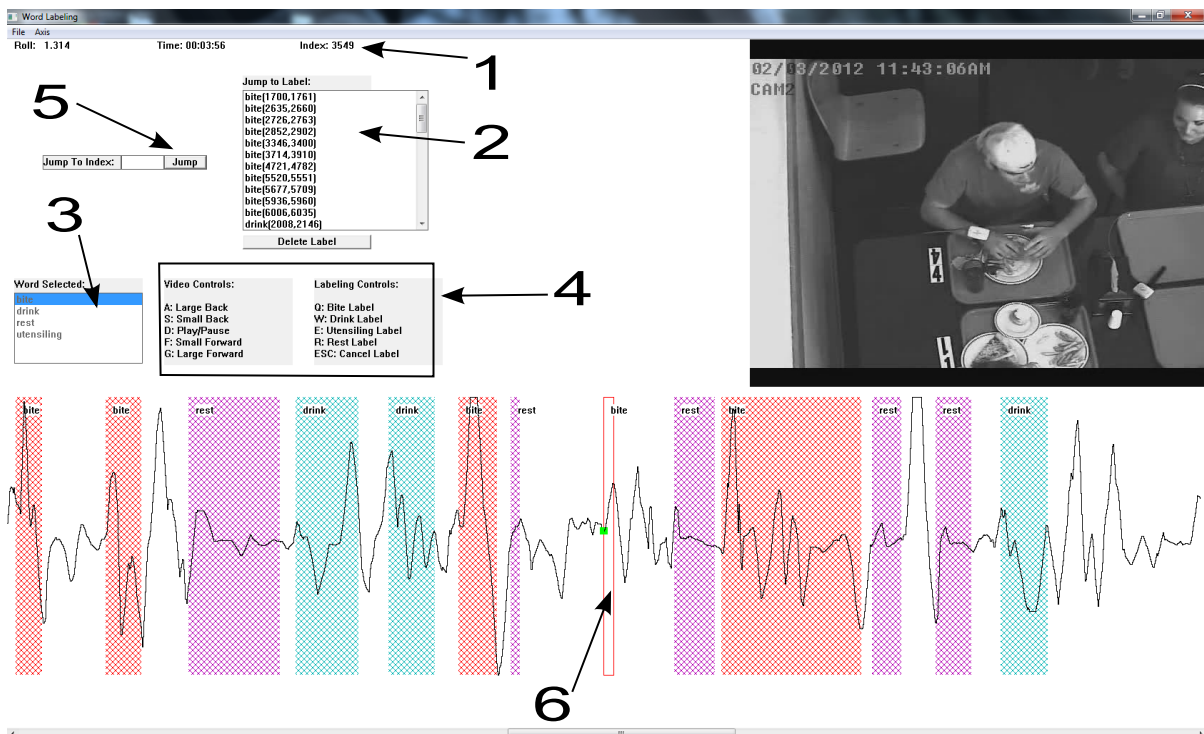 Word Labeling
File Axis
Roll: 1.314 Time: 00:03:56 Index: 3549
1
02/03/2012 11:43:06AM
CAM2
Jump to Label:
bite(1700,1761)
bite(2635,2660)
bite(2726,2763)
bite(2852,2902)
bite(3346,3400)
bite(3714,3910)
bite(4721,4782)
bite(5520,5551)
bite(5677,5709)
bite(5936,5960)
bite(6006,6035)
drink(2008,2146)
2
5
Jump To Index: Jump
Delete Label
3
Word Selected:
bite
drink
rest
utensiling
Video Controls:
A: Large Back
S: Small Back
D: Play/Pause
F: Small Forward
G: Large Forward
Labeling Controls:
Q: Bite Label
W: Drink Label
E: Utensiling Label
R: Rest Label
ESC: Cancel Label
4
44
11
bite bite rest drink drink bite rest bite rest bite rest rest drink
6